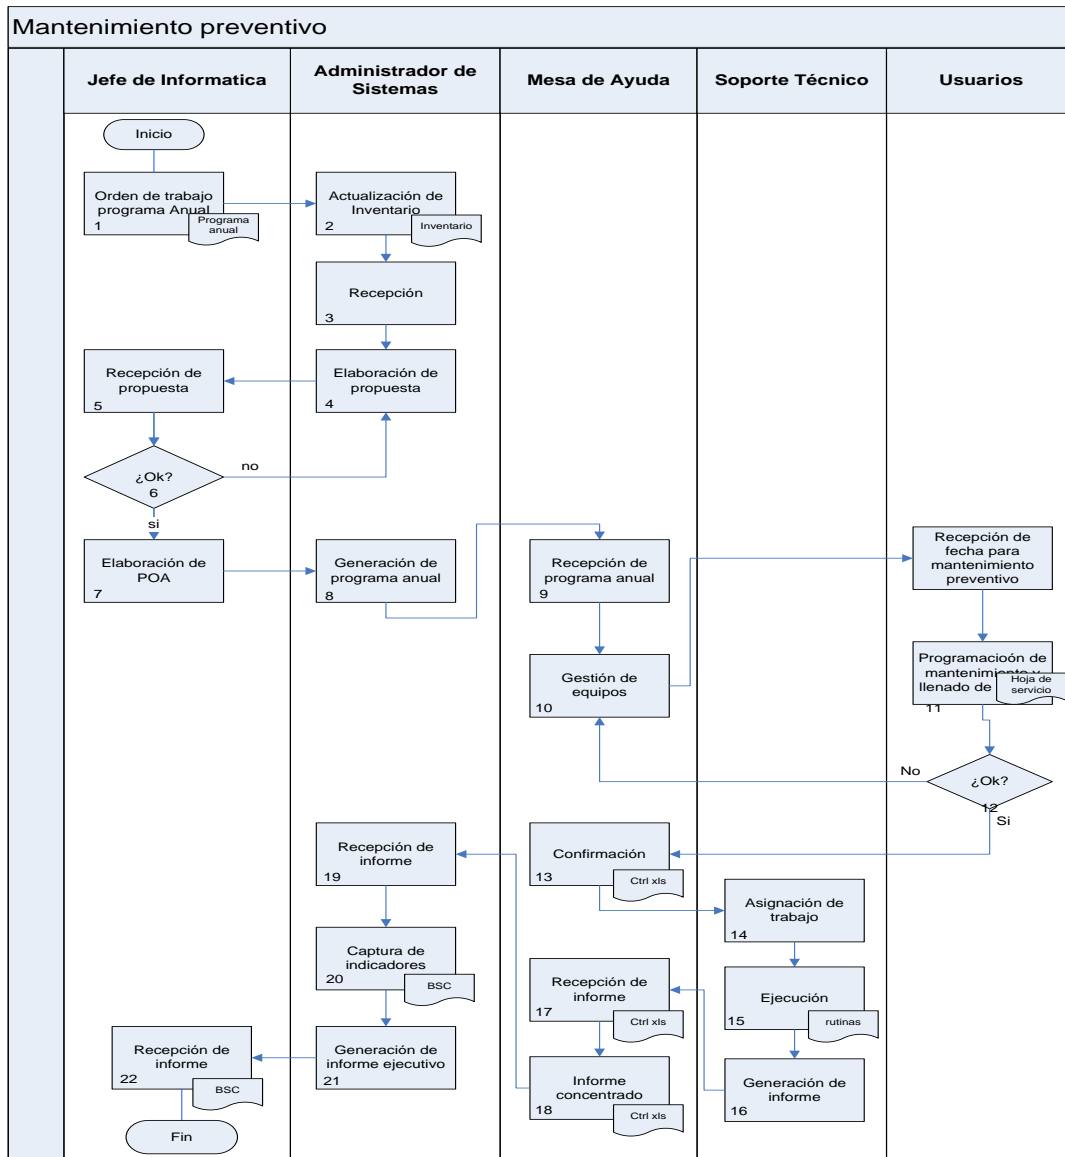 Mantenimiento preventivo
Jefe de Informatica
Administrador de
Sistemas
Mesa de Ayuda
Soporte Técnico
Usuarios
Inicio
Orden de trabajo
programa Anual
1
Programa
anual
Actualización de
Inventario
2
Inventario
Recepción
3
Recepción de
propuesta
5
Elaboración de
propuesta
4
¿Ok?
6
no
si
Elaboración de
POA
7
Generación de
programa anual
8
Recepción de
programa anual
9
Recepción de
fecha para
mantenimiento
preventivo
Gestión de
equipos
10
Programacioón de
mantenimiento y
llenado de
11
Hoja de
servicio
¿Ok?
12
No
Si
Recepción de
informe
19
Confirmación
13
Ctrl xls
Asignación de
trabajo
14
Captura de
indicadores
20
BSC
Recepción de
informe
17
Ctrl xls
Ejecución
15
rutinas
Recepción de
informe
22
BSC
Generación de
informe ejecutivo
21
Informe
concentrado
18
Ctrl xls
Generación de
informe
16
Fin